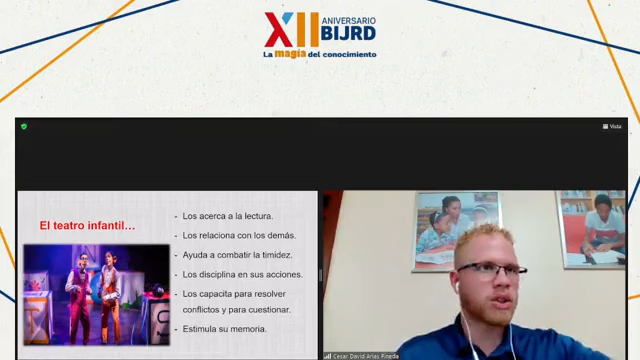 XII ANIVERSARIO
BIJRD
La magia del conocimiento
Vista
El teatro infantil...
- Los acerca a la lectura.
- Los relaciona con los demás.
- Ayuda a combatir la timidez.
- Los disciplina en sus acciones.
- Los capacita para resolver
conflictos y para cuestionar.
- Estimula su memoria.
Cesar David Arias Pineda